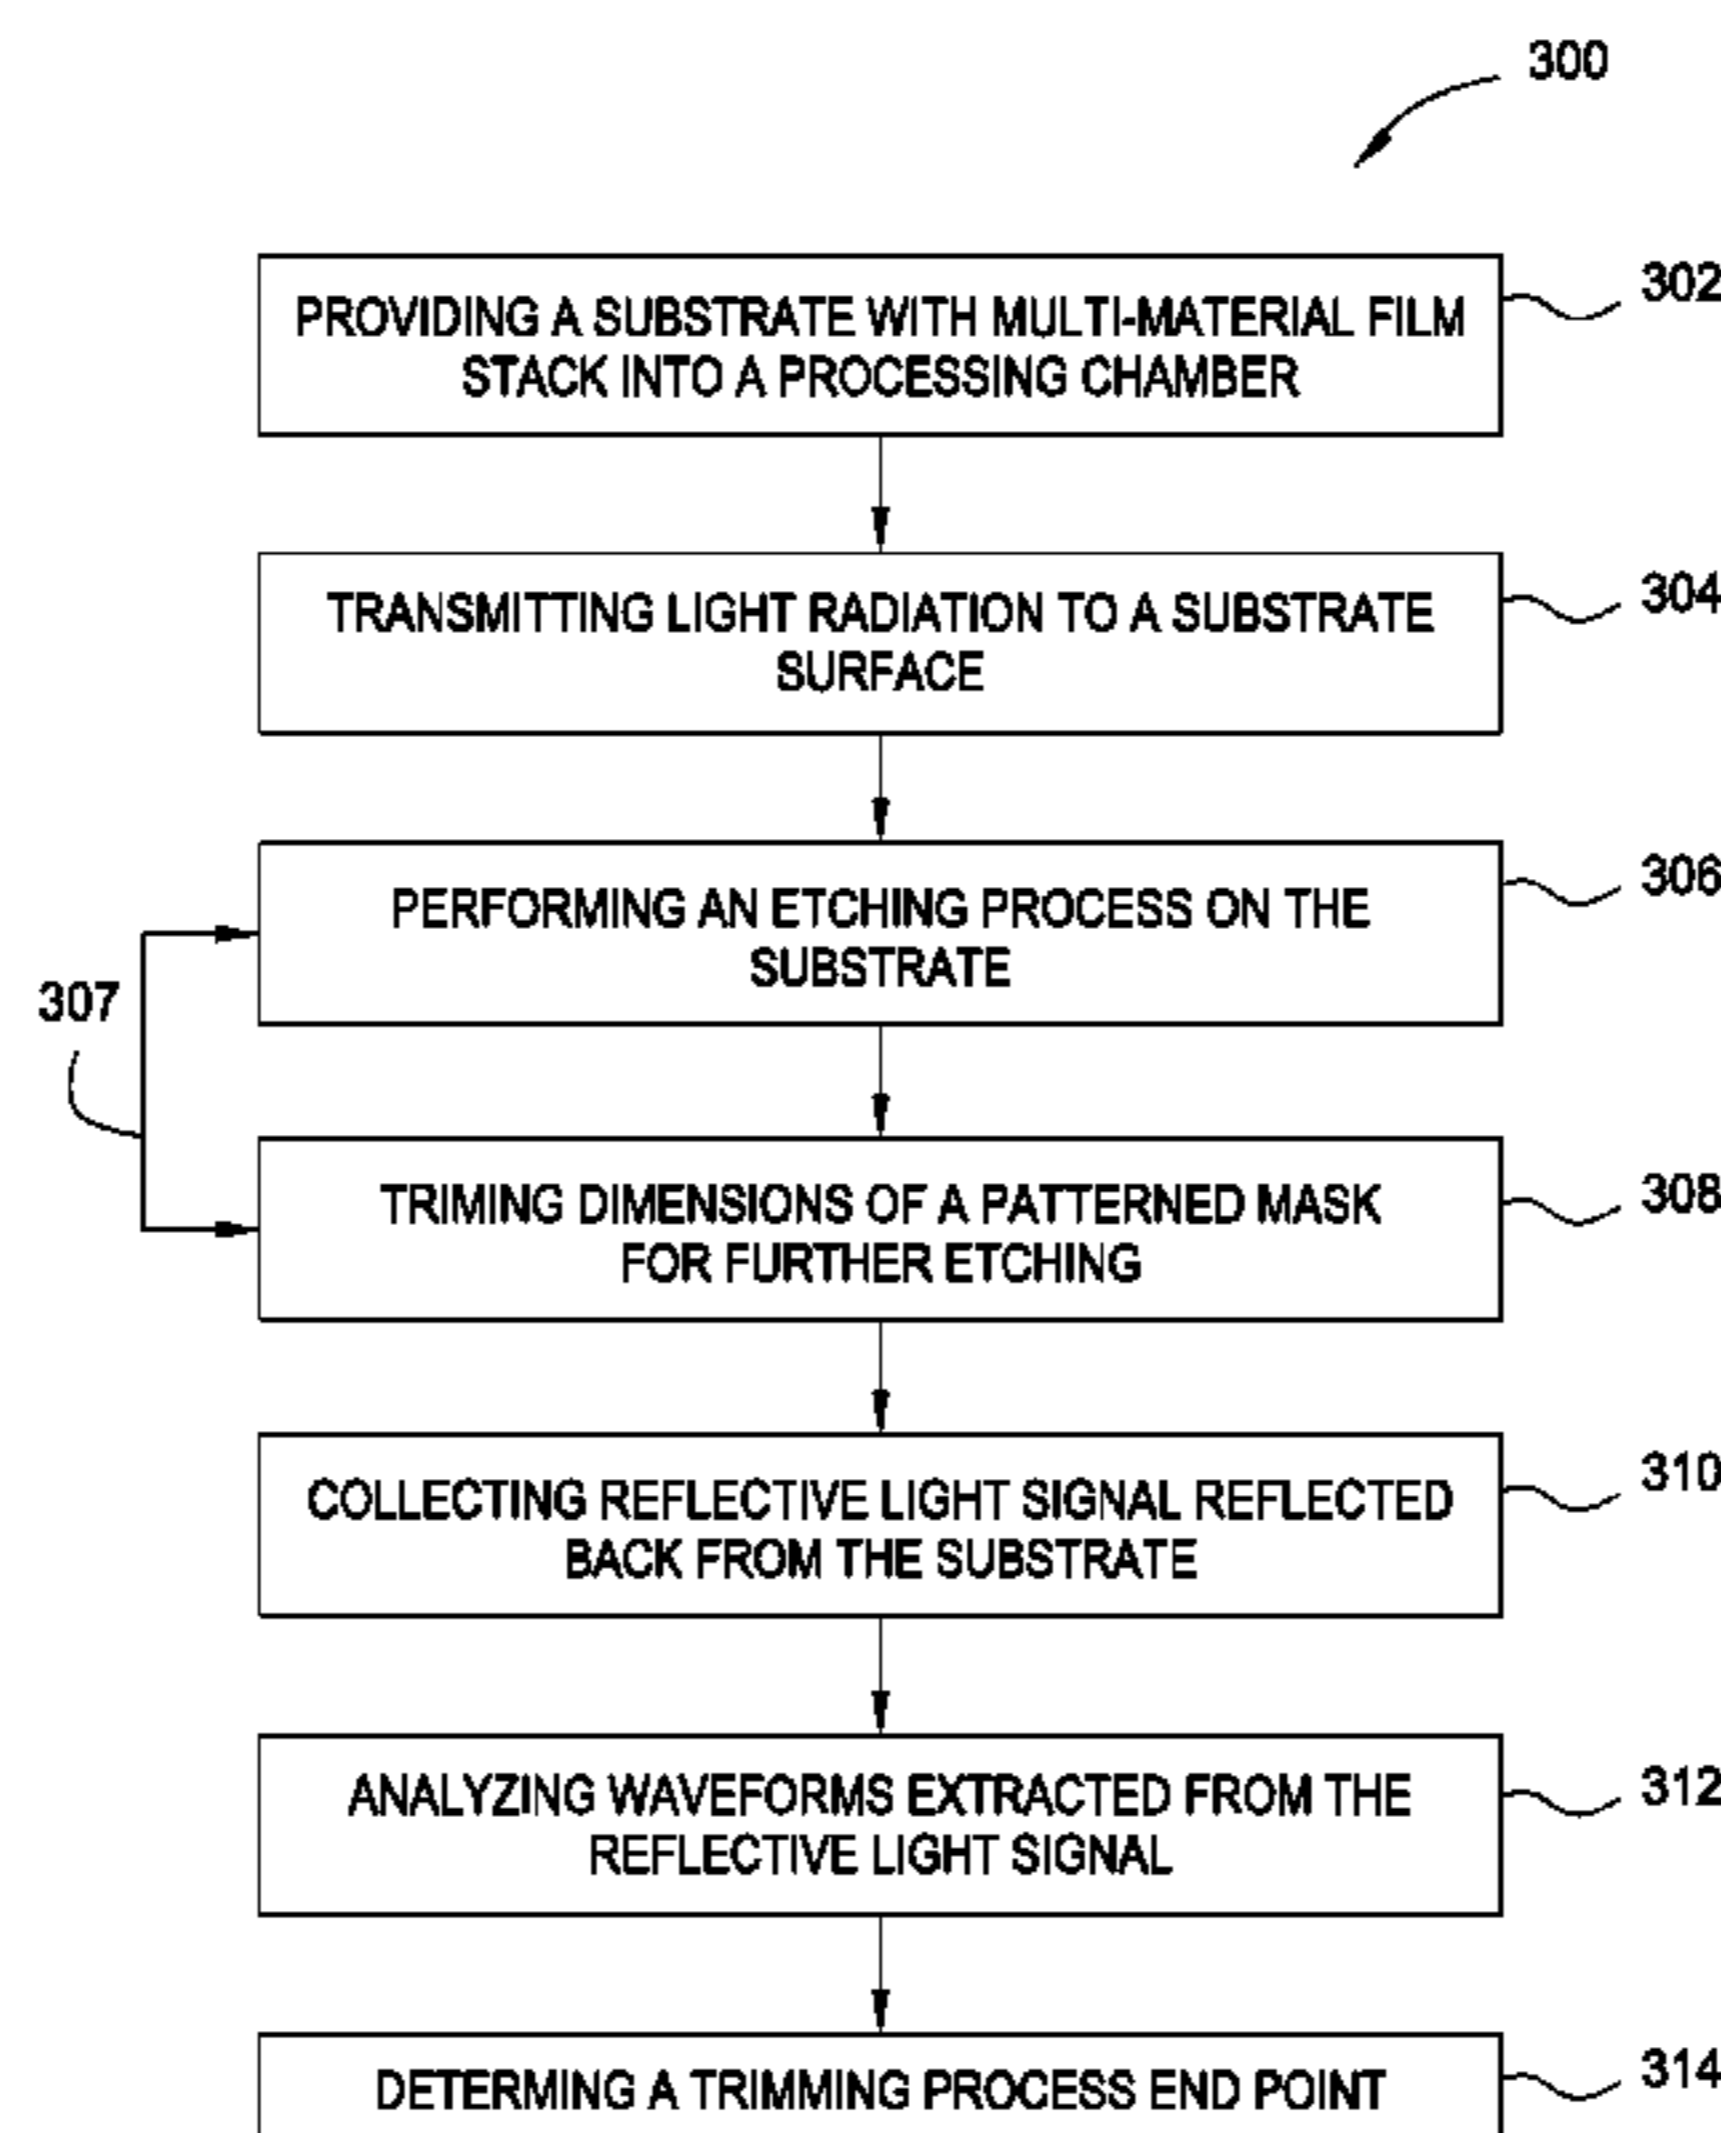 300
PROVIDING A SUBSTRATE WITH MULTI-MATERIAL FILM
STACK INTO A PROCESSING CHAMBER
302
TRANSMITTING LIGHT RADIATION TO A SUBSTRATE
SURFACE
304
PERFORMING AN ETCHING PROCESS ON THE
SUBSTRATE
306
307
TRIMING DIMENSIONS OF A PATTERNED MASK
FOR FURTHER ETCHING
308
COLLECTING REFLECTIVE LIGHT SIGNAL REFLECTED
BACK FROM THE SUBSTRATE
310
ANALYZING WAVEFORMS EXTRACTED FROM THE
REFLECTIVE LIGHT SIGNAL
312
DETERMING A TRIMMING PROCESS END POINT
314